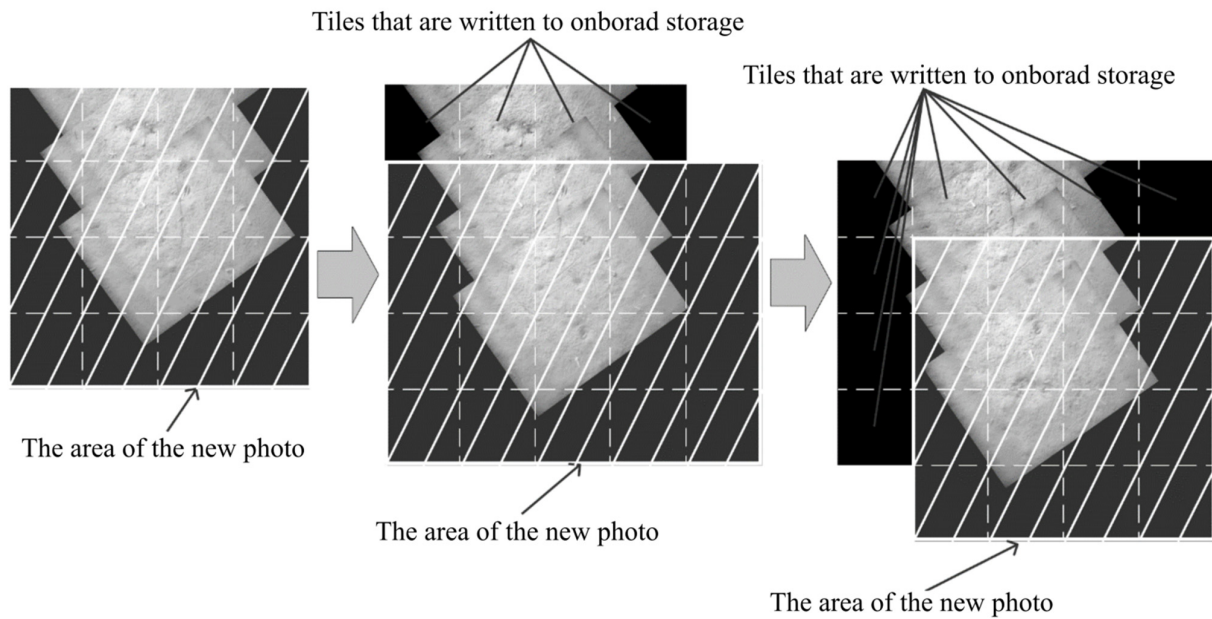 Tiles that are written to onborad storage
Tiles that are written to onborad storage
The area of the new photo
The area of the new photo
The area of the new photo